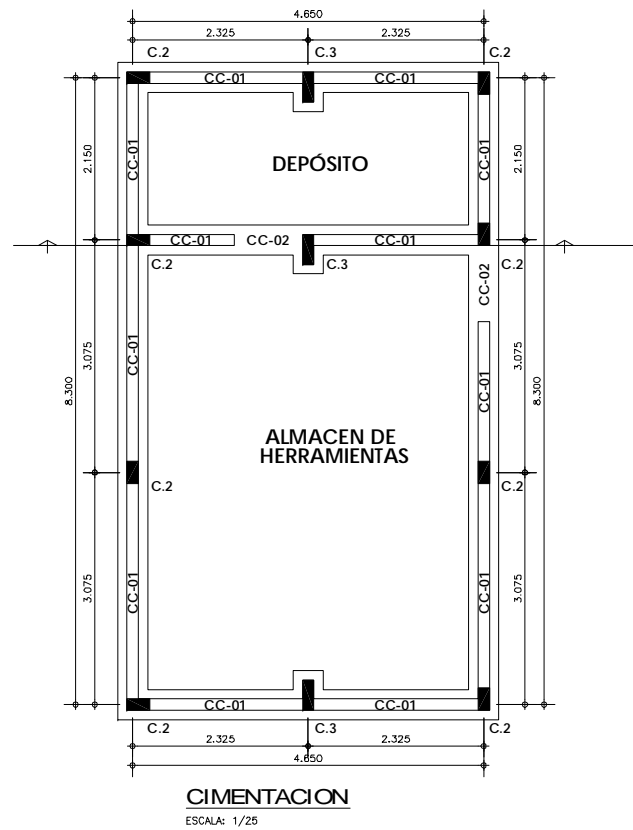 4.650
2.325 2.325
C.2 C.3 C.2
CC-01 CC-01
CC-01 CC-01
2.150 2.150
DEPÓSITO
CC-01 CC-02 CC-01
C.2 C.3 C.2
CC-02
CC-01
3.075 3.075
CC-01
8.300 8.300
ALMACEN DE
HERRAMIENTAS
C.2 C.2
3.075 3.075
CC-01 CC-01
CC-01 CC-01
C.2 C.3 C.2
2.325 2.325
4.650
CIMENTACION
ESCALA: 1/25